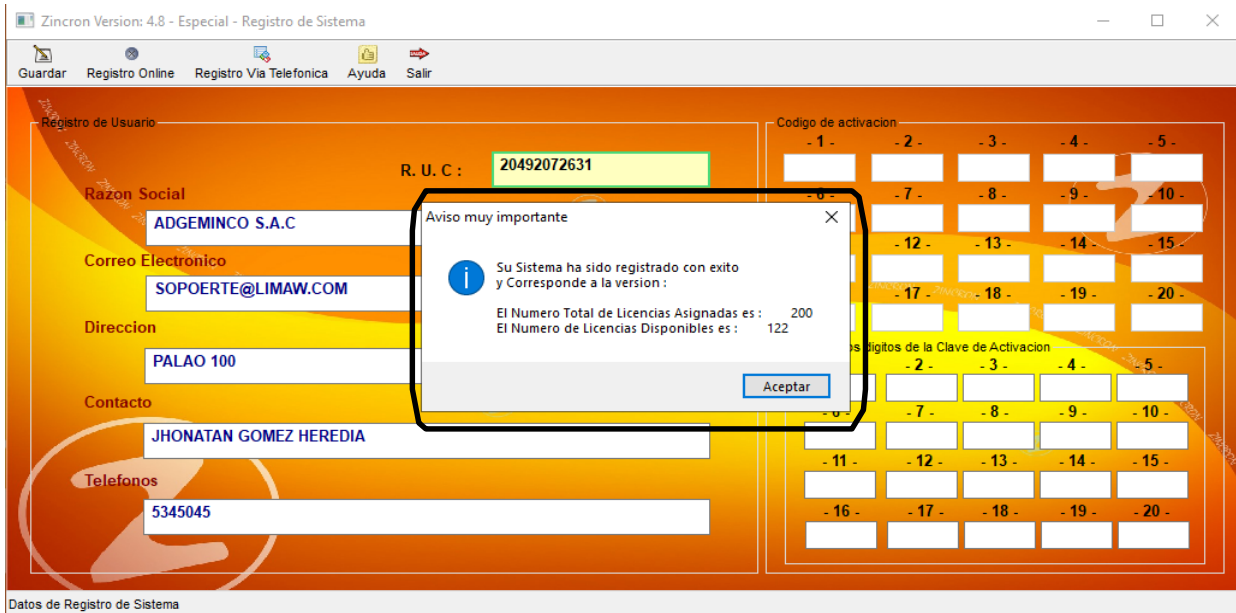 Zincron Version: 4.8 - Especial - Registro de Sistema
Guardar Registro Online Registro Via Telefonica Ayuda Salir
Registro de Usuario
R. U. C : 20492072631
Razon Social
ADGEMINCO S.A.C
Correo Electronico
SOPOERTE@LIMAW.COM
Direccion
PALAO 100
Contacto
JHONATAN GOMEZ HEREDIA
Telefonos
5345045
Aviso muy importante
Su Sistema ha sido registrado con exito
y Corresponde a la version :
El Numero Total de Licencias Asignadas es : 200
El Numero de Licencias Disponibles es : 122
Aceptar
Codigo de activacion
- 1 - - 2 - - 3 - - 4 - - 5 -
- 6 - - 7 - - 8 - - 9 - - 10 -
- 12 - - 13 - - 14 - - 15 -
- 17 - - 18 - - 19 - - 20 -
digitos de la Clave de Activacion
- 2 - - 3 - - 4 - - 5 -
- 6 - - 7 - - 8 - - 9 - - 10 -
- 11 - - 12 - - 13 - - 14 - - 15 -
- 16 - - 17 - - 18 - - 19 - - 20 -
Datos de Registro de Sistema